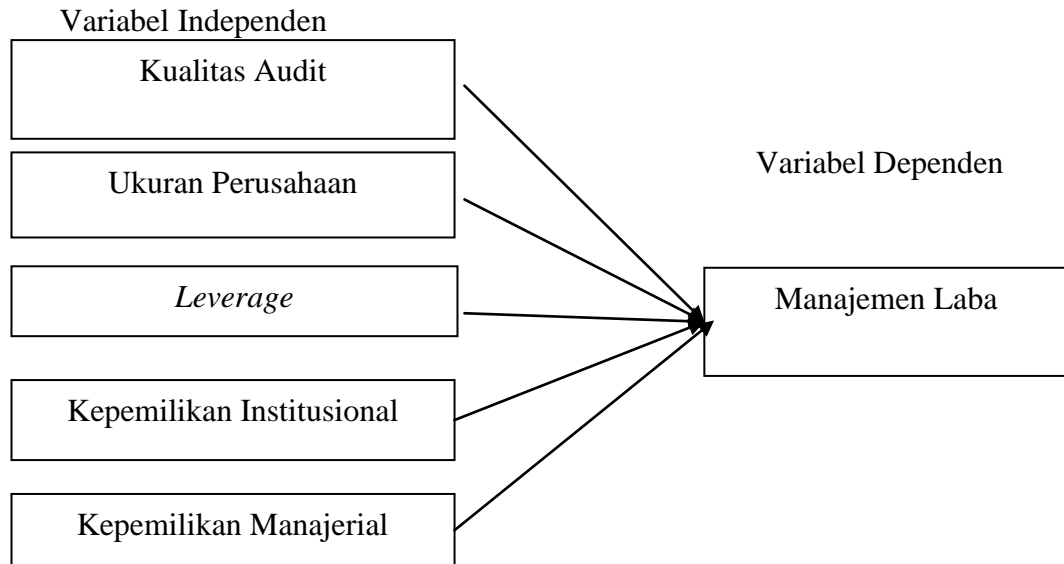 Variabel Independen
Kualitas Audit
Ukuran Perusahaan
Variabel Dependen
Leverage
Manajemen Laba
Kepemilikan Institusional
Kepemilikan Manajerial